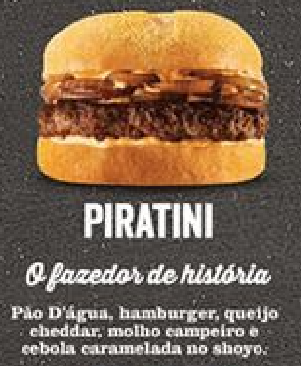 PIRATINI
O fazedor de história
Pão D'água, hamburger, queijo
cheddar, molho campeiro e
cebola caramelada no shoyo.